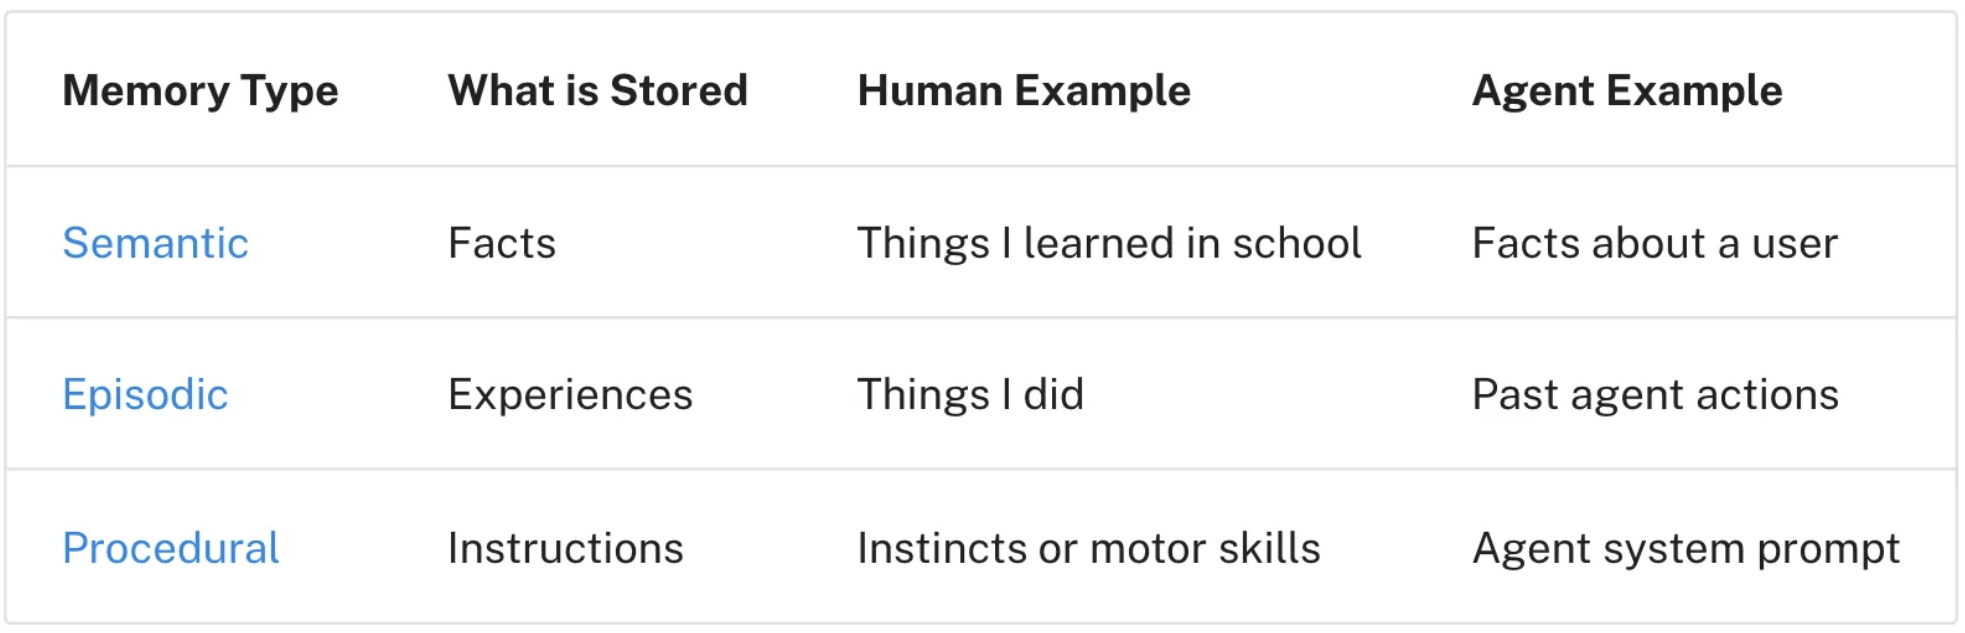 Memory Type What is Stored Human Example Agent Example
Semantic Facts Things I learned in school Facts about a user
Episodic Experiences Things I did Past agent actions
Procedural Instructions Instincts or motor skills Agent system prompt